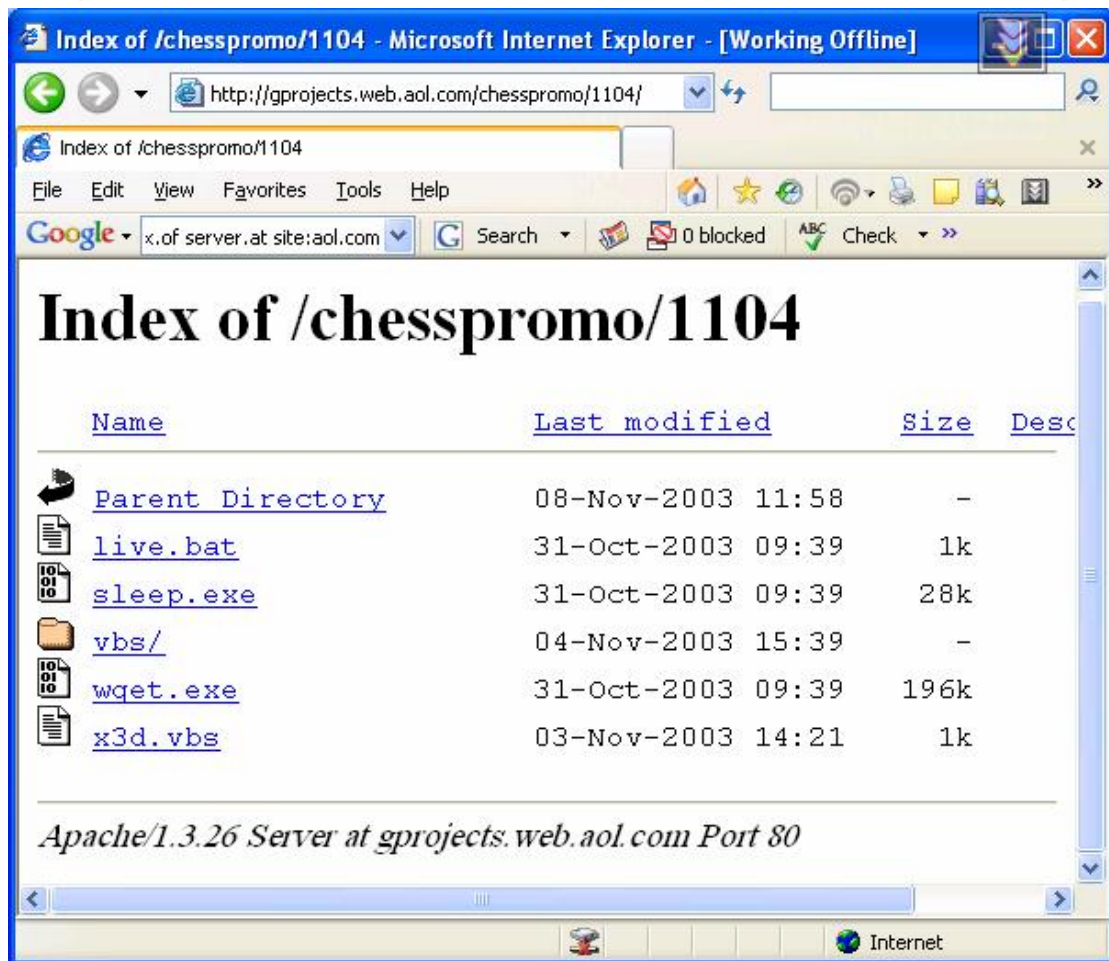 Index of /chesspromo/1104 - Microsoft Internet Explorer - [Working Offline]
http://gprojects.web.aol.com/chesspromo/1104/
Index of /chesspromo/1104
File Edit View Favorites Tools Help
Google x.of server.at site:aol.com G Search 0 blocked ABC Check
Index of /chesspromo/1104
Name Last modified Size Desc
Parent Directory 08-Nov-2003 11:58 -
live.bat 31-Oct-2003 09:39 1k
sleep.exe 31-Oct-2003 09:39 28k
vbs/ 04-Nov-2003 15:39 -
wget.exe 31-Oct-2003 09:39 196k
x3d.vbs 03-Nov-2003 14:21 1k
Apache/1.3.26 Server at gprojects.web.aol.com Port 80
Internet